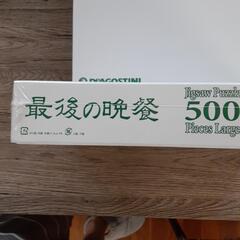 DEAGOSTINI
最後の晩餐
Jigsaw Puzzle
500
Pieces Large